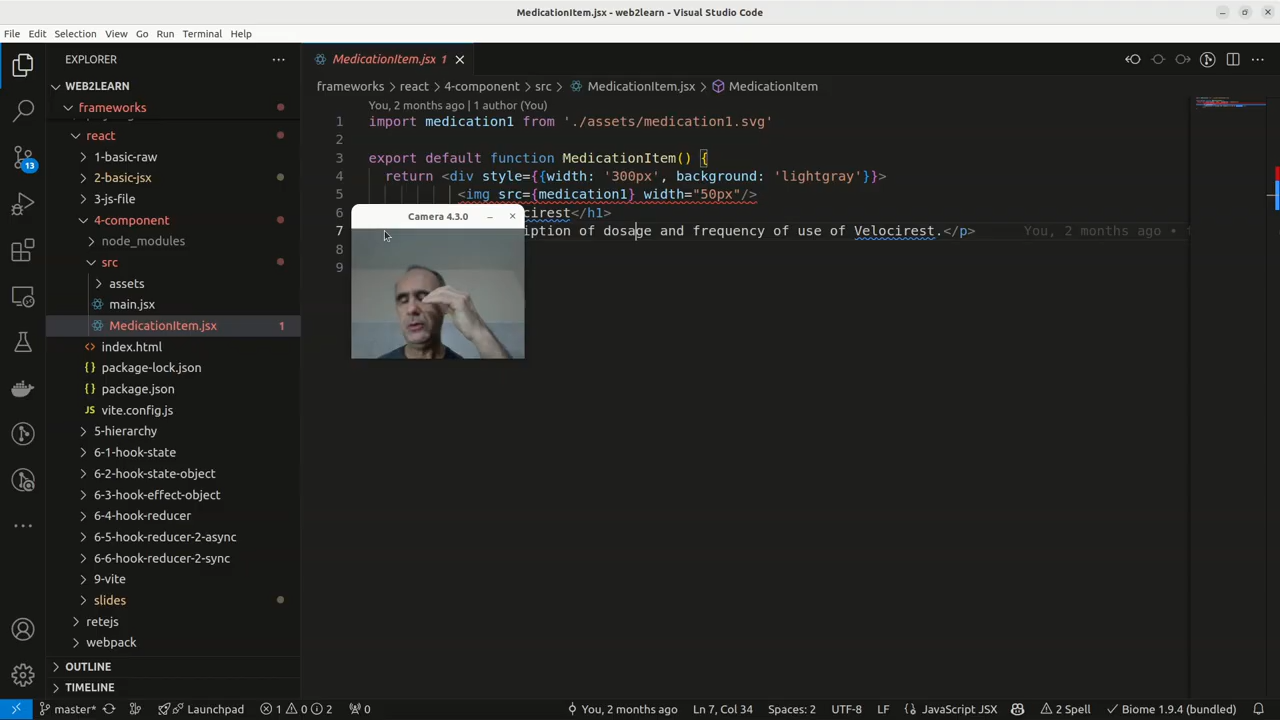 MedicationItem.jsx - web2learn - Visual Studio Code
File Edit Selection View Go Run Terminal Help
EXPLORER
WEB2LEARN
frameworks
react
1-basic-raw
2-basic-jsx
3-js-file
4-component
node_modules
src
assets
main.jsx
MedicationItem.jsx 1
index.html
package-lock.json
package.json
JS vite.config.js
5-hierarchy
6-1-hook-state
6-2-hook-state-object
6-3-hook-effect-object
6-4-hook-reducer
6-5-hook-reducer-2-async
6-6-hook-reducer-2-sync
9-vite
slides
retejs
webpack
OUTLINE
TIMELINE
13
MedicationItem.jsx 1
frameworks > react > 4-component > src > MedicationItem.jsx > MedicationItem
You, 2 months ago | 1 author (You)
1 import medication1 from './assets/medication1.svg'
2
3 export default function MedicationItem() {
4 return <div style={{width: '300px', background: 'lightgray'}}>
5 <img src={medication1} width="50px"/>
6 cirest</h1>
7 iption of dosage and frequency of use of Velocirest.</p> You, 2 months ago •
8
9
Camera 4.3.0
master* Launchpad 1 0 2 0 You, 2 months ago Ln 7, Col 34 Spaces: 2 UTF-8 LF JavaScript JSX 2 Spell Biome 1.9.4 (bundled)